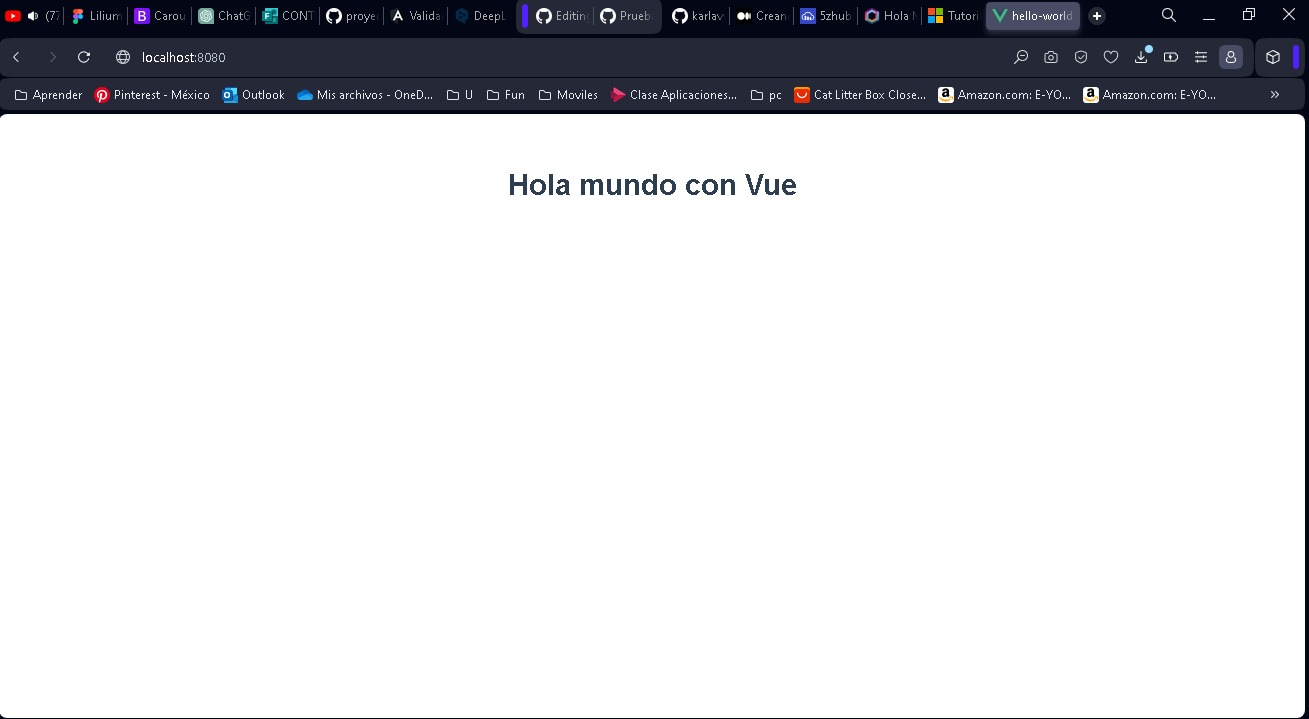 (77 Lilium Carou ChatG CONT proye Valida DeepL Editin Prueb karlav Crean 5zhub Hola M Tutori hello-world
localhost:8080
Aprender Pinterest - México Outlook Mis archivos - OneD... U Fun Moviles Clase Aplicaciones... pc Cat Litter Box Close... Amazon.com: E-YO... Amazon.com: E-YO... »
Hola mundo con Vue